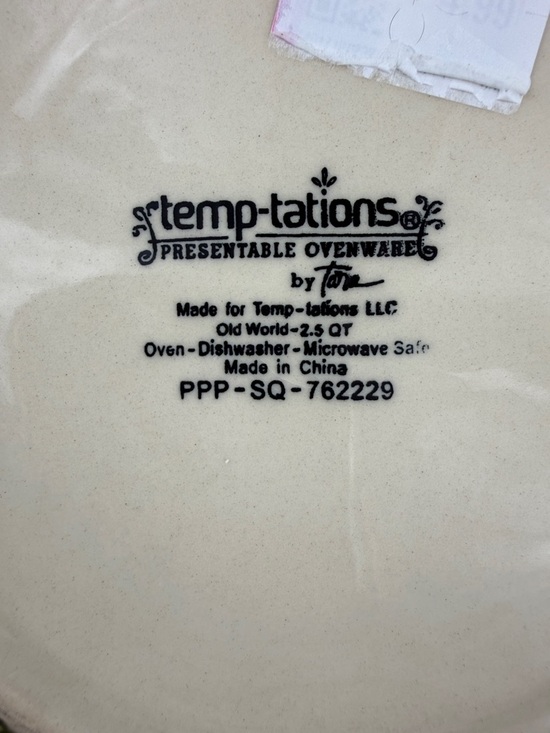 temp-tations®
PRESENTABLE OVENWARE
by Tara
Made for Temp-tations LLC
Old World-2.5 QT
Oven-Dishwasher-Microwave Safe
Made in China
PPP-SQ-762229